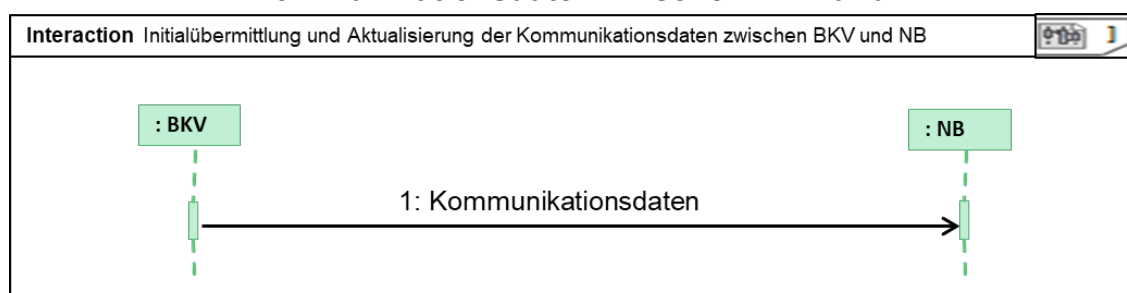 Interaction Initialübermittlung und Aktualisierung der Kommunikationsdaten zwischen BKV und NB
: BKV
: NB
1: Kommunikationsdaten